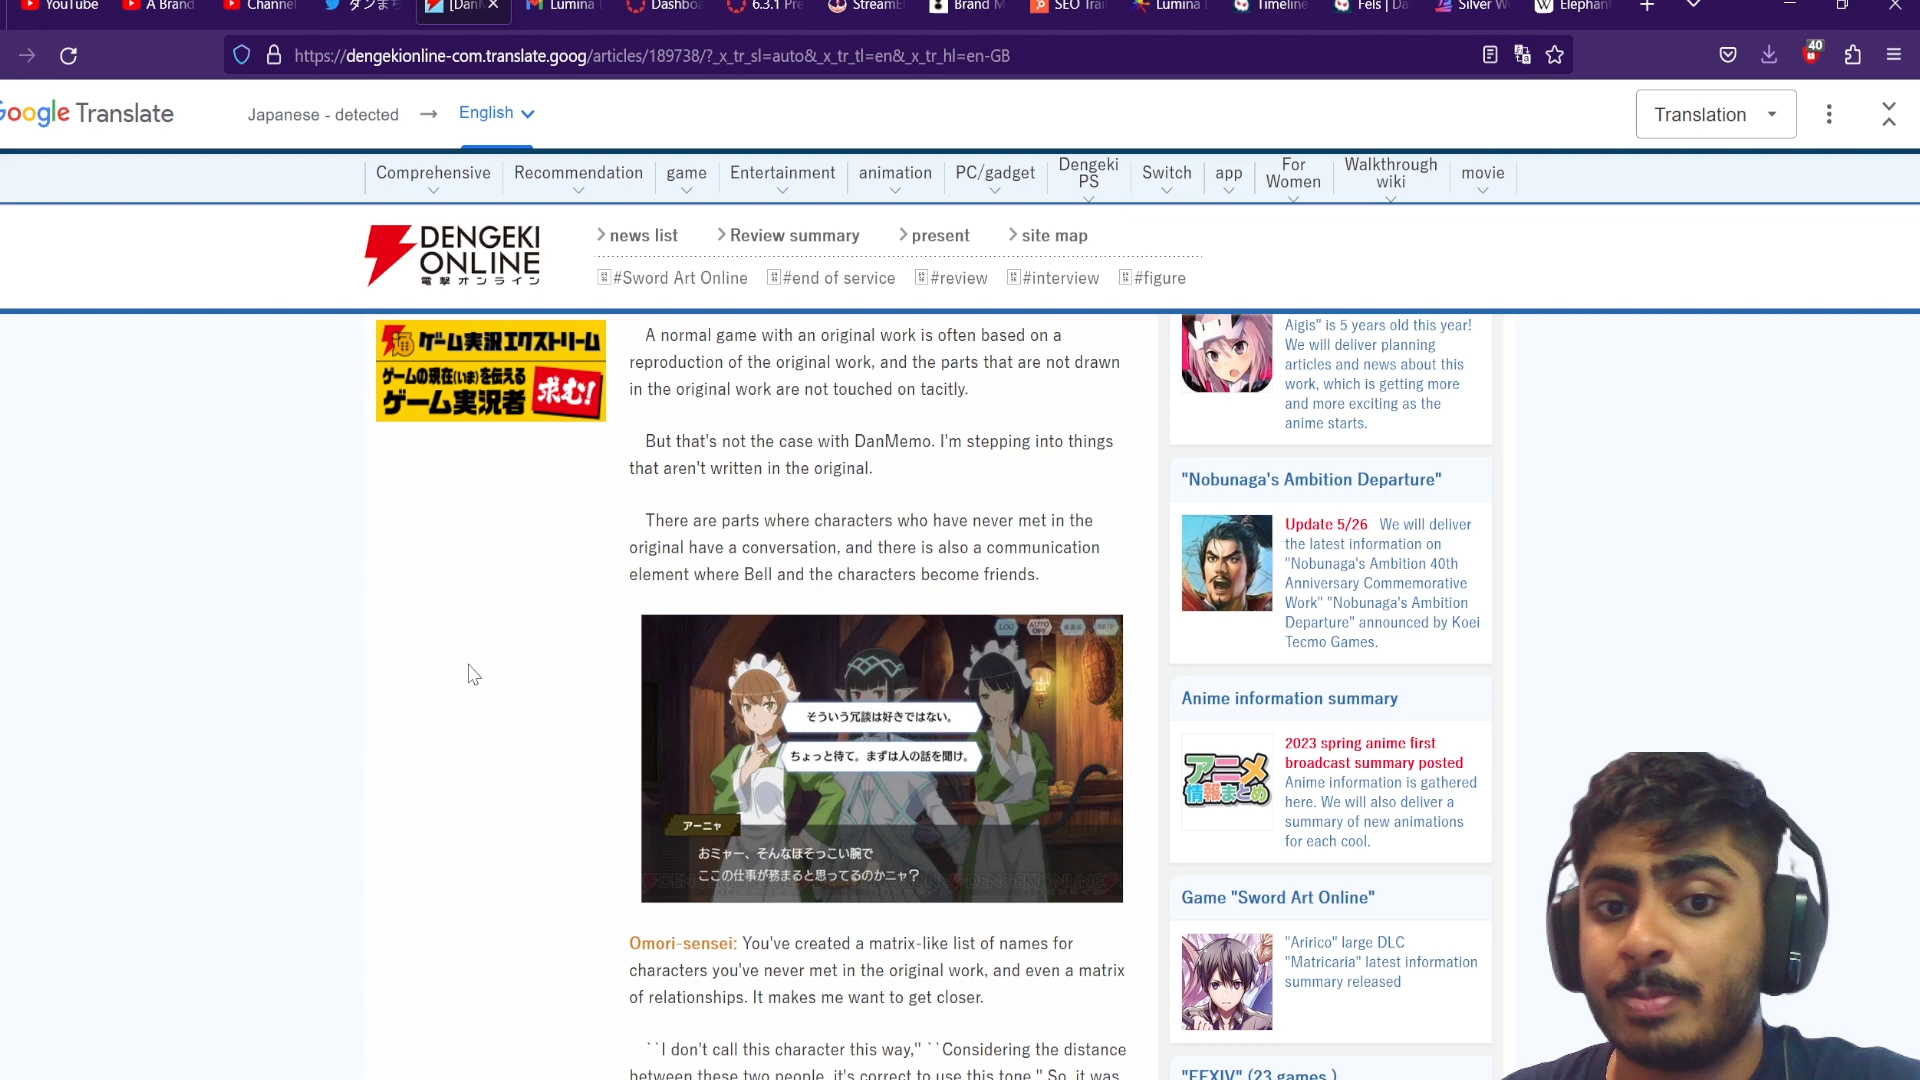 YouTube
A Brand
Channel
ダンまち
[DanM
Lumina
Dashbo
6.3.1 Pre
StreamE
Brand M
SEO Trai
Lumina
Timeline
Fels | Da
Silver W
Elephan
https://dengekionline-com.translate.goog/articles/189738/?_x_tr_sl=auto&_x_tr_tl=en&_x_tr_hl=en-GB
40
Google Translate
Japanese - detected → English
Translation
Comprehensive
Recommendation
game
Entertainment
animation
PC/gadget
Dengeki
PS
Switch
app
For
Women
Walkthrough
wiki
movie
DENGEKI
ONLINE
電撃オンライン
news list
Review summary
present
site map
#Sword Art Online
#end of service
#review
#interview
#figure
ゲーム実況エクストリーム
ゲームの現在(いま)を伝える
ゲーム実況者 求む!
A normal game with an original work is often based on a
reproduction of the original work, and the parts that are not drawn
in the original work are not touched on tacitly.
But that's not the case with DanMemo. I'm stepping into things
that aren't written in the original.
There are parts where characters who have never met in the
original have a conversation, and there is also a communication
element where Bell and the characters become friends.
LOG
AUTO
OFF
SKIP
そういう冗談は好きではない。
ちょっと待て。まずは人の話を聞け。
アーニャ
おミャー、そんなほそっこい腕で
ここの仕事が務まると思ってるのかニャ？
DENGEKIONLINE
Omori-sensei: You've created a matrix-like list of names for
characters you've never met in the original work, and even a matrix
of relationships. It makes me want to get closer.
``I don't call this character this way,'' ``Considering the distance
between these two people, it's correct to use this tone.'' So, it was
Aigis" is 5 years old this year!
We will deliver planning
articles and news about this
work, which is getting more
and more exciting as the
anime starts.
"Nobunaga's Ambition Departure"
Update 5/26 We will deliver
the latest information on
"Nobunaga's Ambition 40th
Anniversary Commemorative
Work" "Nobunaga's Ambition
Departure" announced by Koei
Tecmo Games.
Anime information summary
アニメ
情報まとめ
2023 spring anime first
broadcast summary posted
Anime information is gathered
here. We will also deliver a
summary of new animations
for each cool.
Game "Sword Art Online"
"Aririco" large DLC
"Matricaria" latest information
summary released
"FFXIV" (23 games )